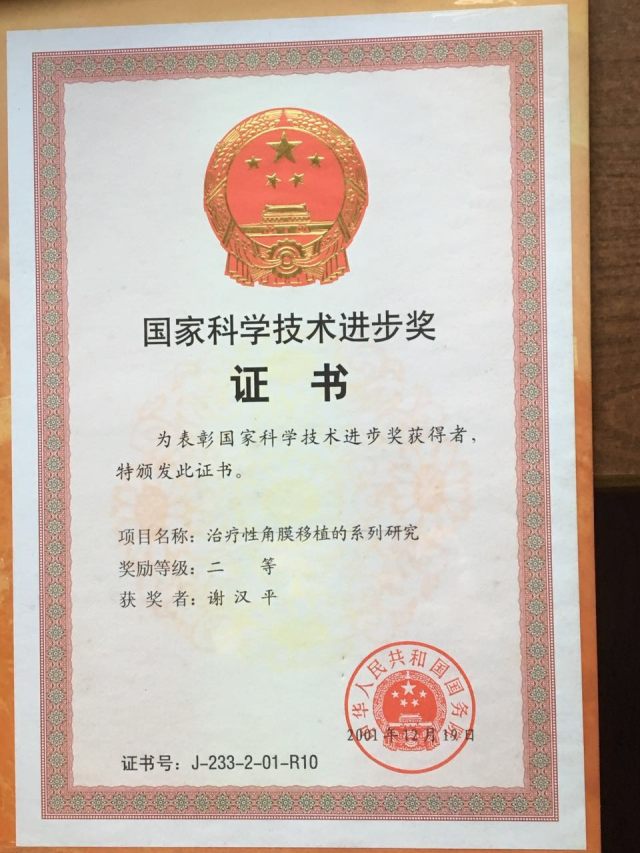 国家科学技术进步奖
证 书
为表彰国家科学技术进步奖获得者，
特颁发此证书。
项目名称：治疗性角膜移植的系列研究
奖励等级：二 等
获 奖 者：谢 汉 平
中华人民共和国国务院
2001年12月19日
证书号：J-233-2-01-R10